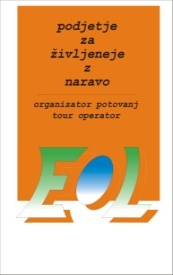 podjetje
za
življeneje
z
naravo
organizator potovanj
tour operator
EOL